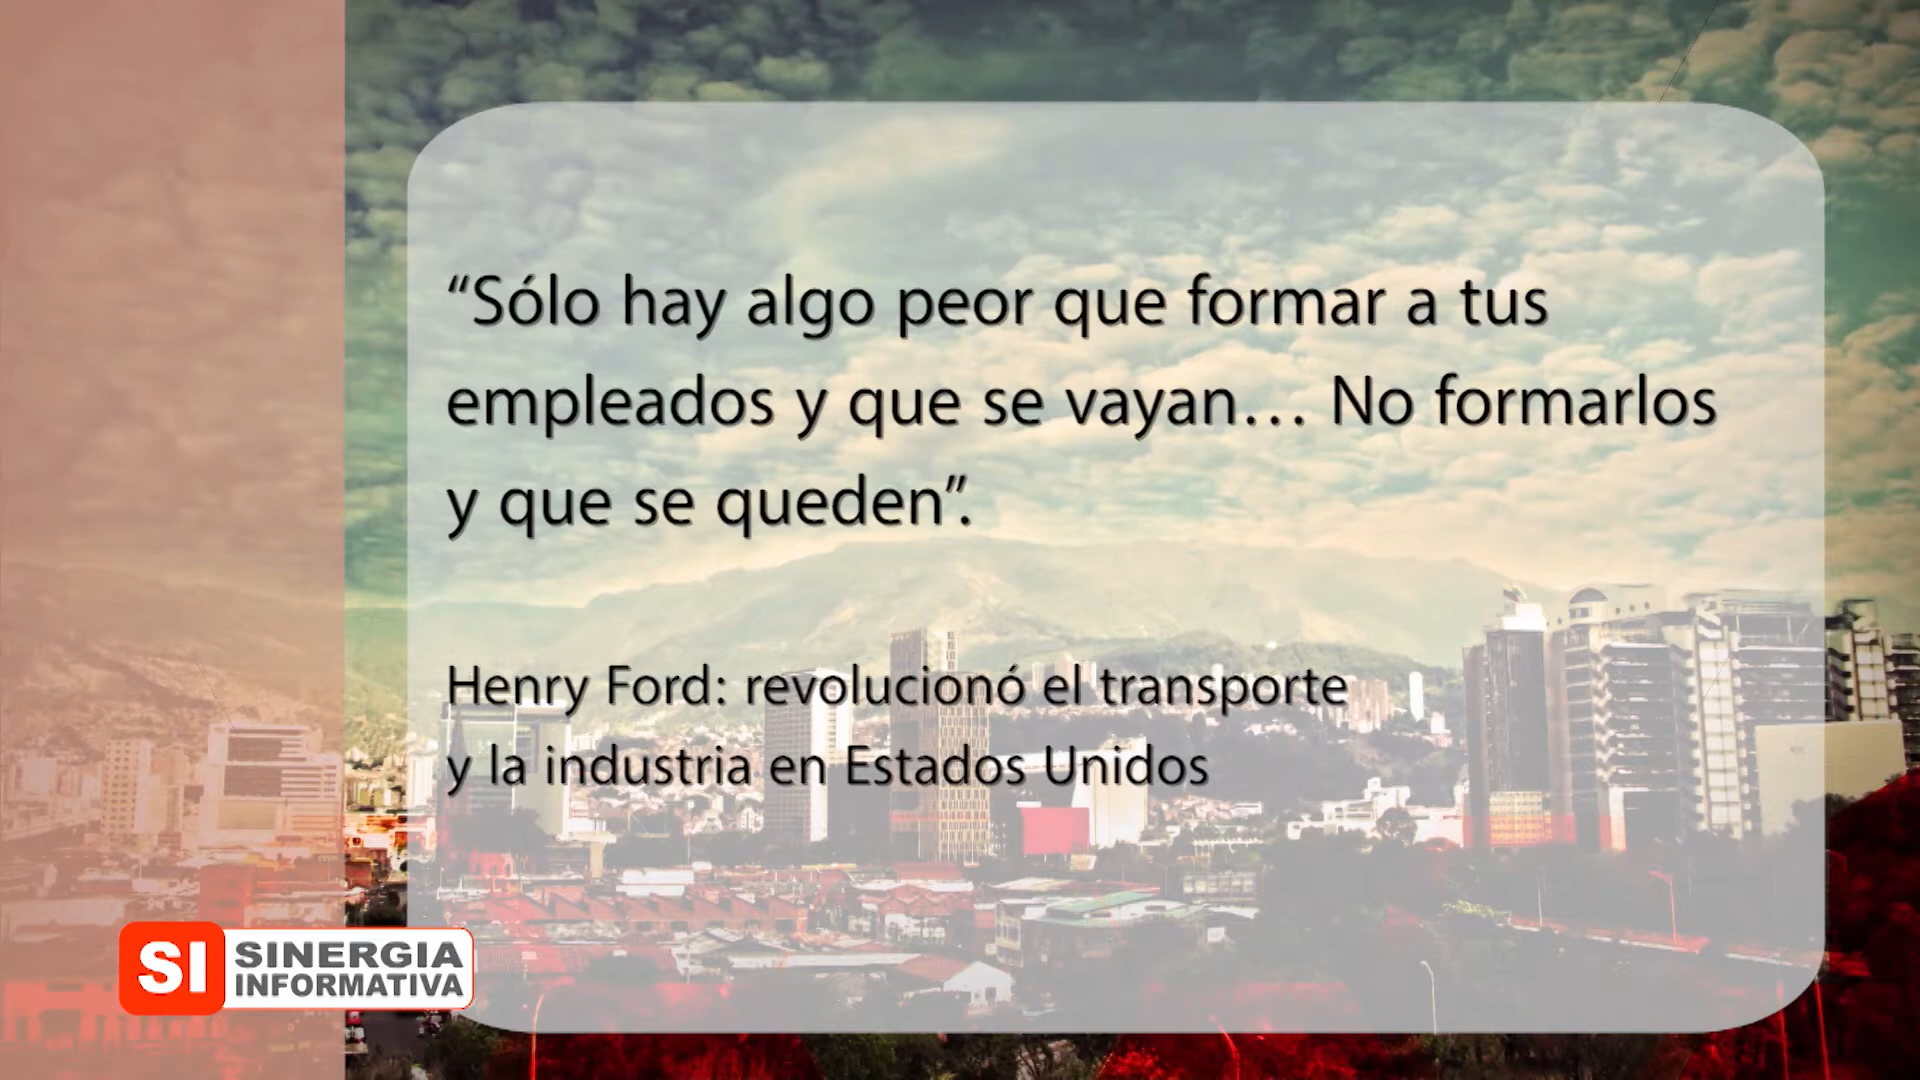 “Sólo hay algo peor que formar a tus
empleados y que se vayan… No formarlos
y que se queden”.
Henry Ford: revolucionó el transporte
y la industria en Estados Unidos
SI SINERGIA
INFORMATIVA